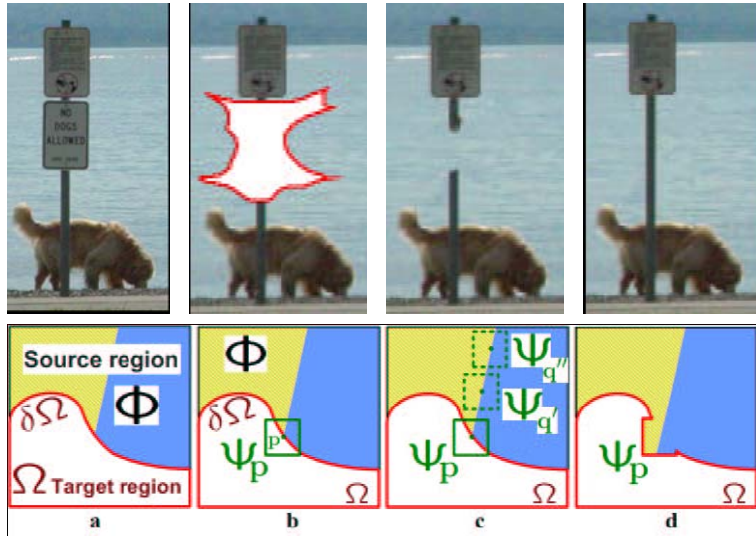 NO
DOGS
ALLOWED
Source region
Φ
δΩ
Ω Target region
Φ
δΩ
p
Ψp
Ω
Ψq''
Ψq'
Ψp
Ω
Ψp
Ω
a b c d